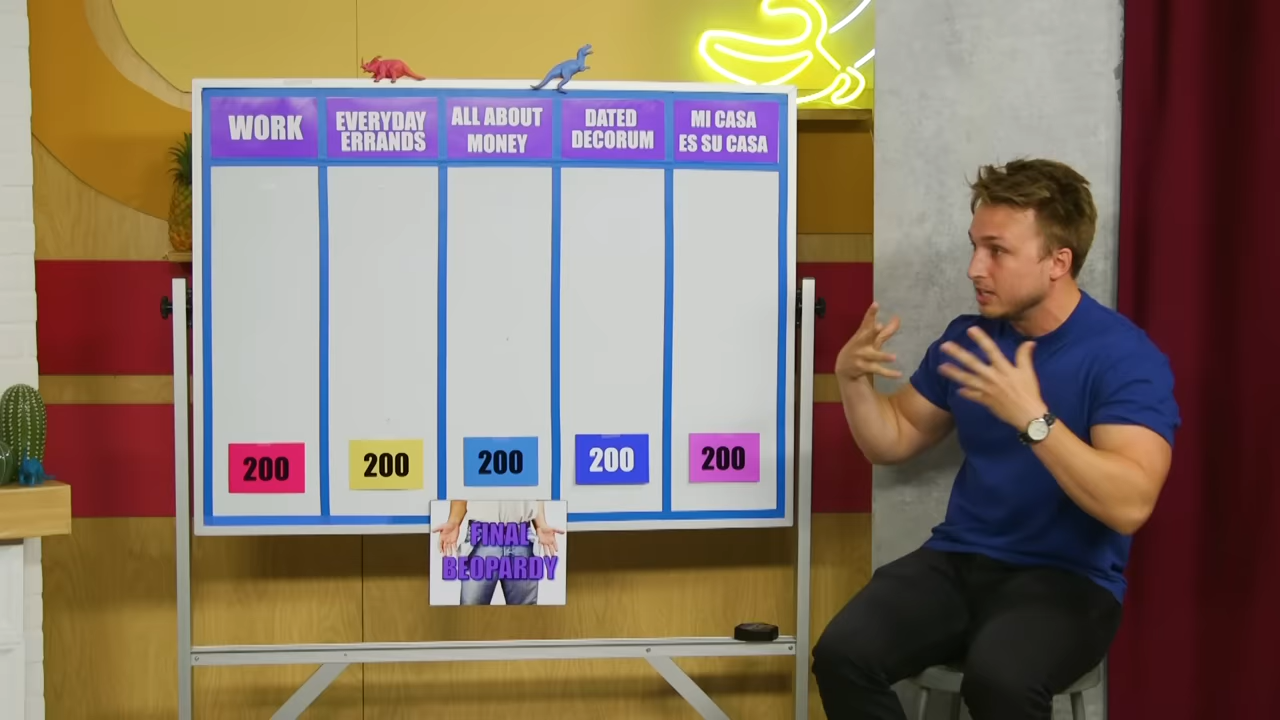 WORK
EVERYDAY
ERRANDS
ALL ABOUT
MONEY
DATED
DECORUM
MI CASA
ES SU CASA
200
200
200
200
200
FINAL
BEOPARDY